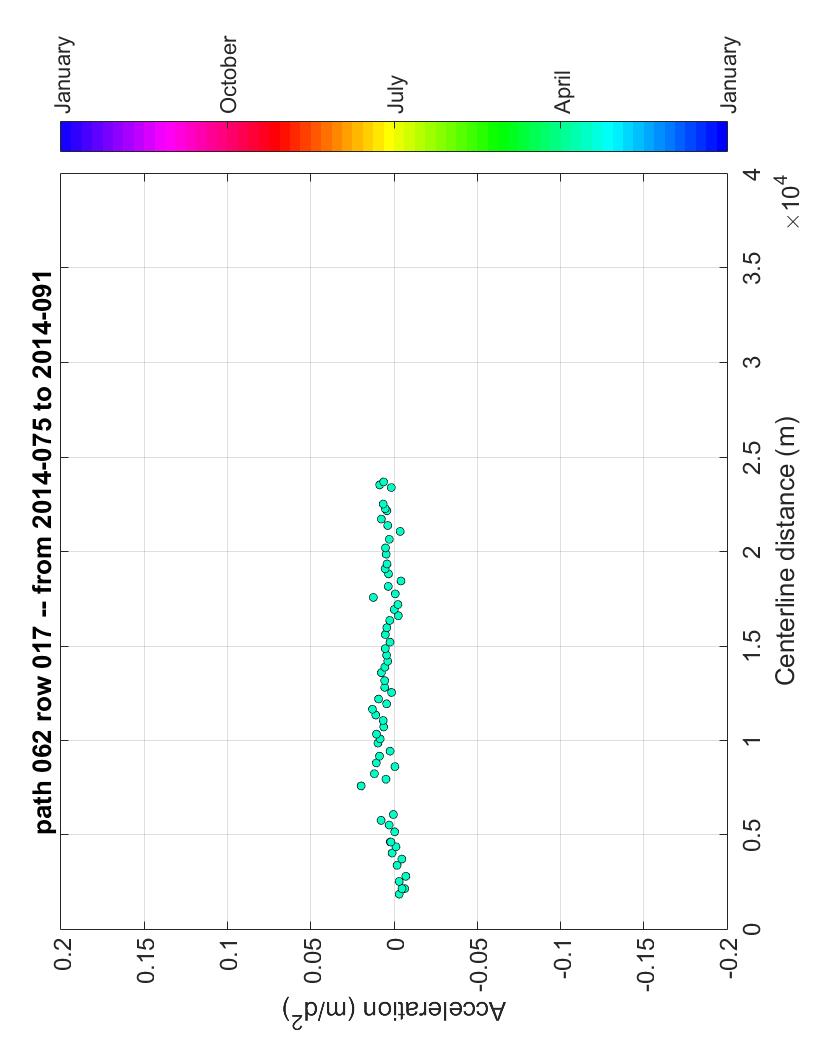 path 062 row 017 -- from 2014-075 to 2014-091
Acceleration (m/d²)
0.2
0.15
0.1
0.05
0
-0.05
-0.1
-0.15
-0.2
0
0.5
1
1.5
2
2.5
3
3.5
4
×10⁴
Centerline distance (m)
January
October
July
April
January